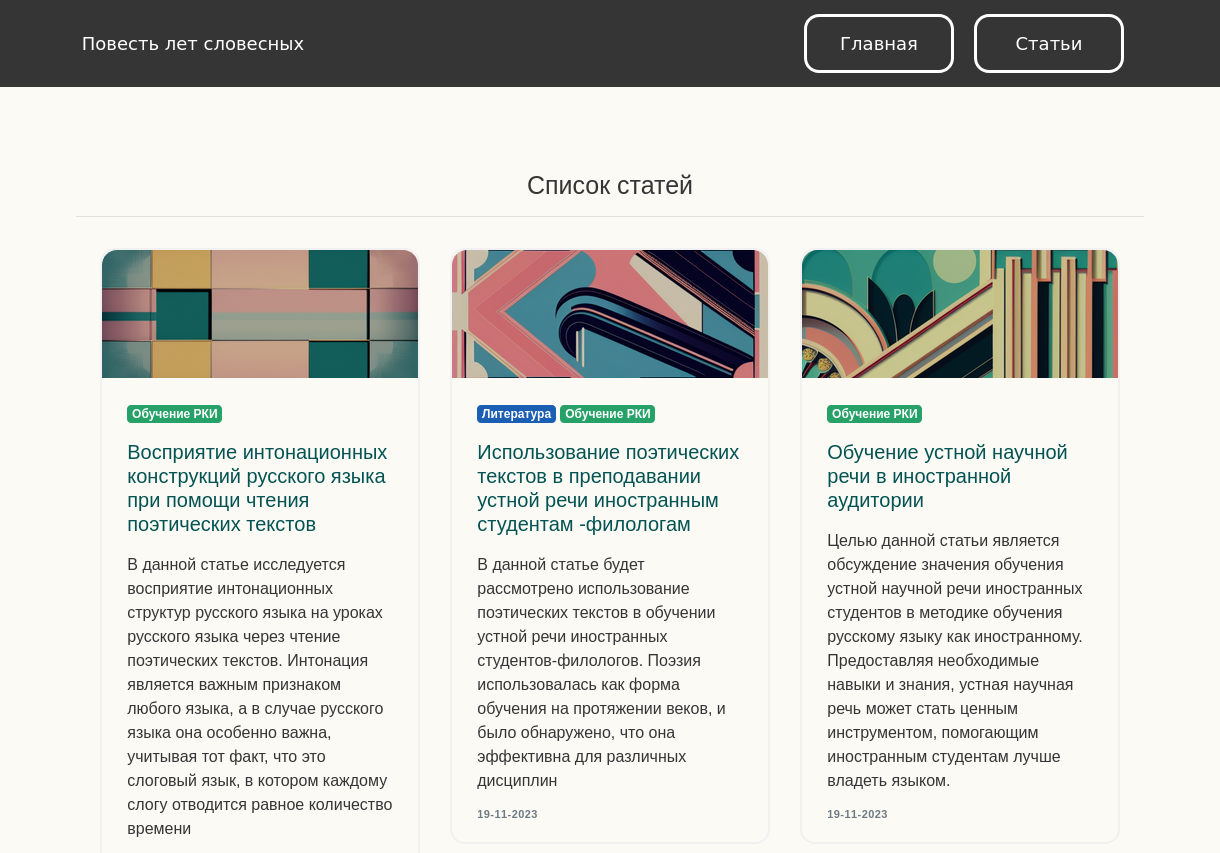 Повесть лет словесных
Главная
Статьи
Список статей
Обучение РКИ
Восприятие интонационных
конструкций русского языка
при помощи чтения
поэтических текстов
В данной статье исследуется
восприятие интонационных
структур русского языка на уроках
русского языка через чтение
поэтических текстов. Интонация
является важным признаком
любого языка, а в случае русского
языка она особенно важна,
учитывая тот факт, что это
слоговый язык, в котором каждому
слогу отводится равное количество
времени
Литература Обучение РКИ
Использование поэтических
текстов в преподавании
устной речи иностранным
студентам -филологам
В данной статье будет
рассмотрено использование
поэтических текстов в обучении
устной речи иностранных
студентов-филологов. Поэзия
использовалась как форма
обучения на протяжении веков, и
было обнаружено, что она
эффективна для различных
дисциплин
19-11-2023
Обучение РКИ
Обучение устной научной
речи в иностранной
аудитории
Целью данной статьи является
обсуждение значения обучения
устной научной речи иностранных
студентов в методике обучения
русскому языку как иностранному.
Предоставляя необходимые
навыки и знания, устная научная
речь может стать ценным
инструментом, помогающим
иностранным студентам лучше
владеть языком.
19-11-2023